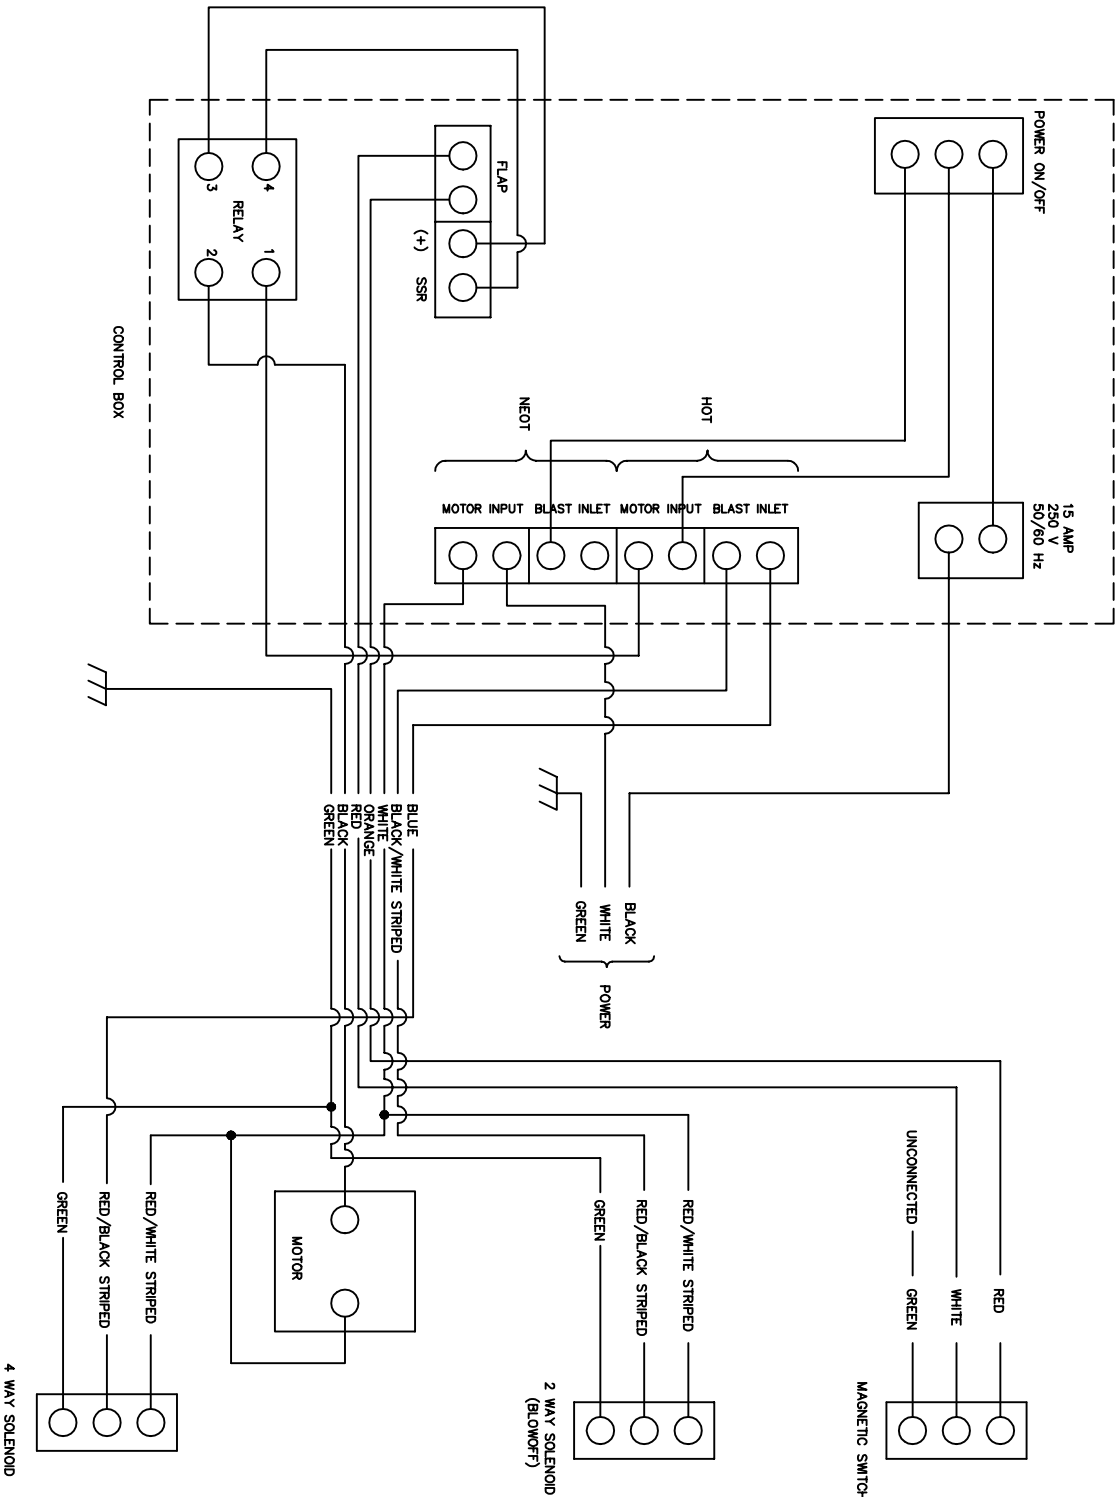 POWER ON/OFF
15 AMP
250 V
50/60 Hz
HOT
NEOT
MOTOR INPUT
BLAST INLET
MOTOR INPUT
BLAST INLET
FLAP
(+)
SSR
4
3
RELAY
1
2
CONTROL BOX
BLACK
WHITE
GREEN
POWER
BLUE
BLACK/WHITE STRIPED
WHITE
ORANGE
RED
BLACK
GREEN
UNCONNECTED
GREEN
WHITE
RED
MAGNETIC SWITCH
RED/WHITE STRIPED
RED/BLACK STRIPED
GREEN
2 WAY SOLENOID
(BLOWOFF)
MOTOR
RED/WHITE STRIPED
RED/BLACK STRIPED
GREEN
4 WAY SOLENOID